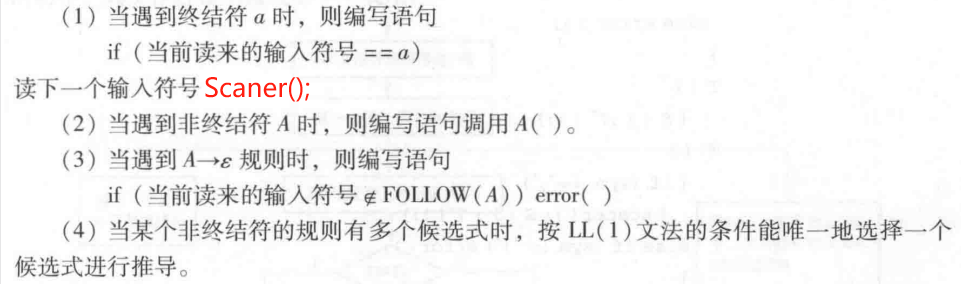 (1) 当遇到终结符 a 时，则编写语句
if (当前读来的输入符号 ==a)
读下一个输入符号 Scaner();
(2) 当遇到非终结符 A 时，则编写语句调用 A( )。
(3) 当遇到 A→ε 规则时，则编写语句
if (当前读来的输入符号 ∉ FOLLOW(A)) error( )
(4) 当某个非终结符的规则有多个候选式时，按 LL(1)文法的条件能唯一地选择一个
候选式进行推导。